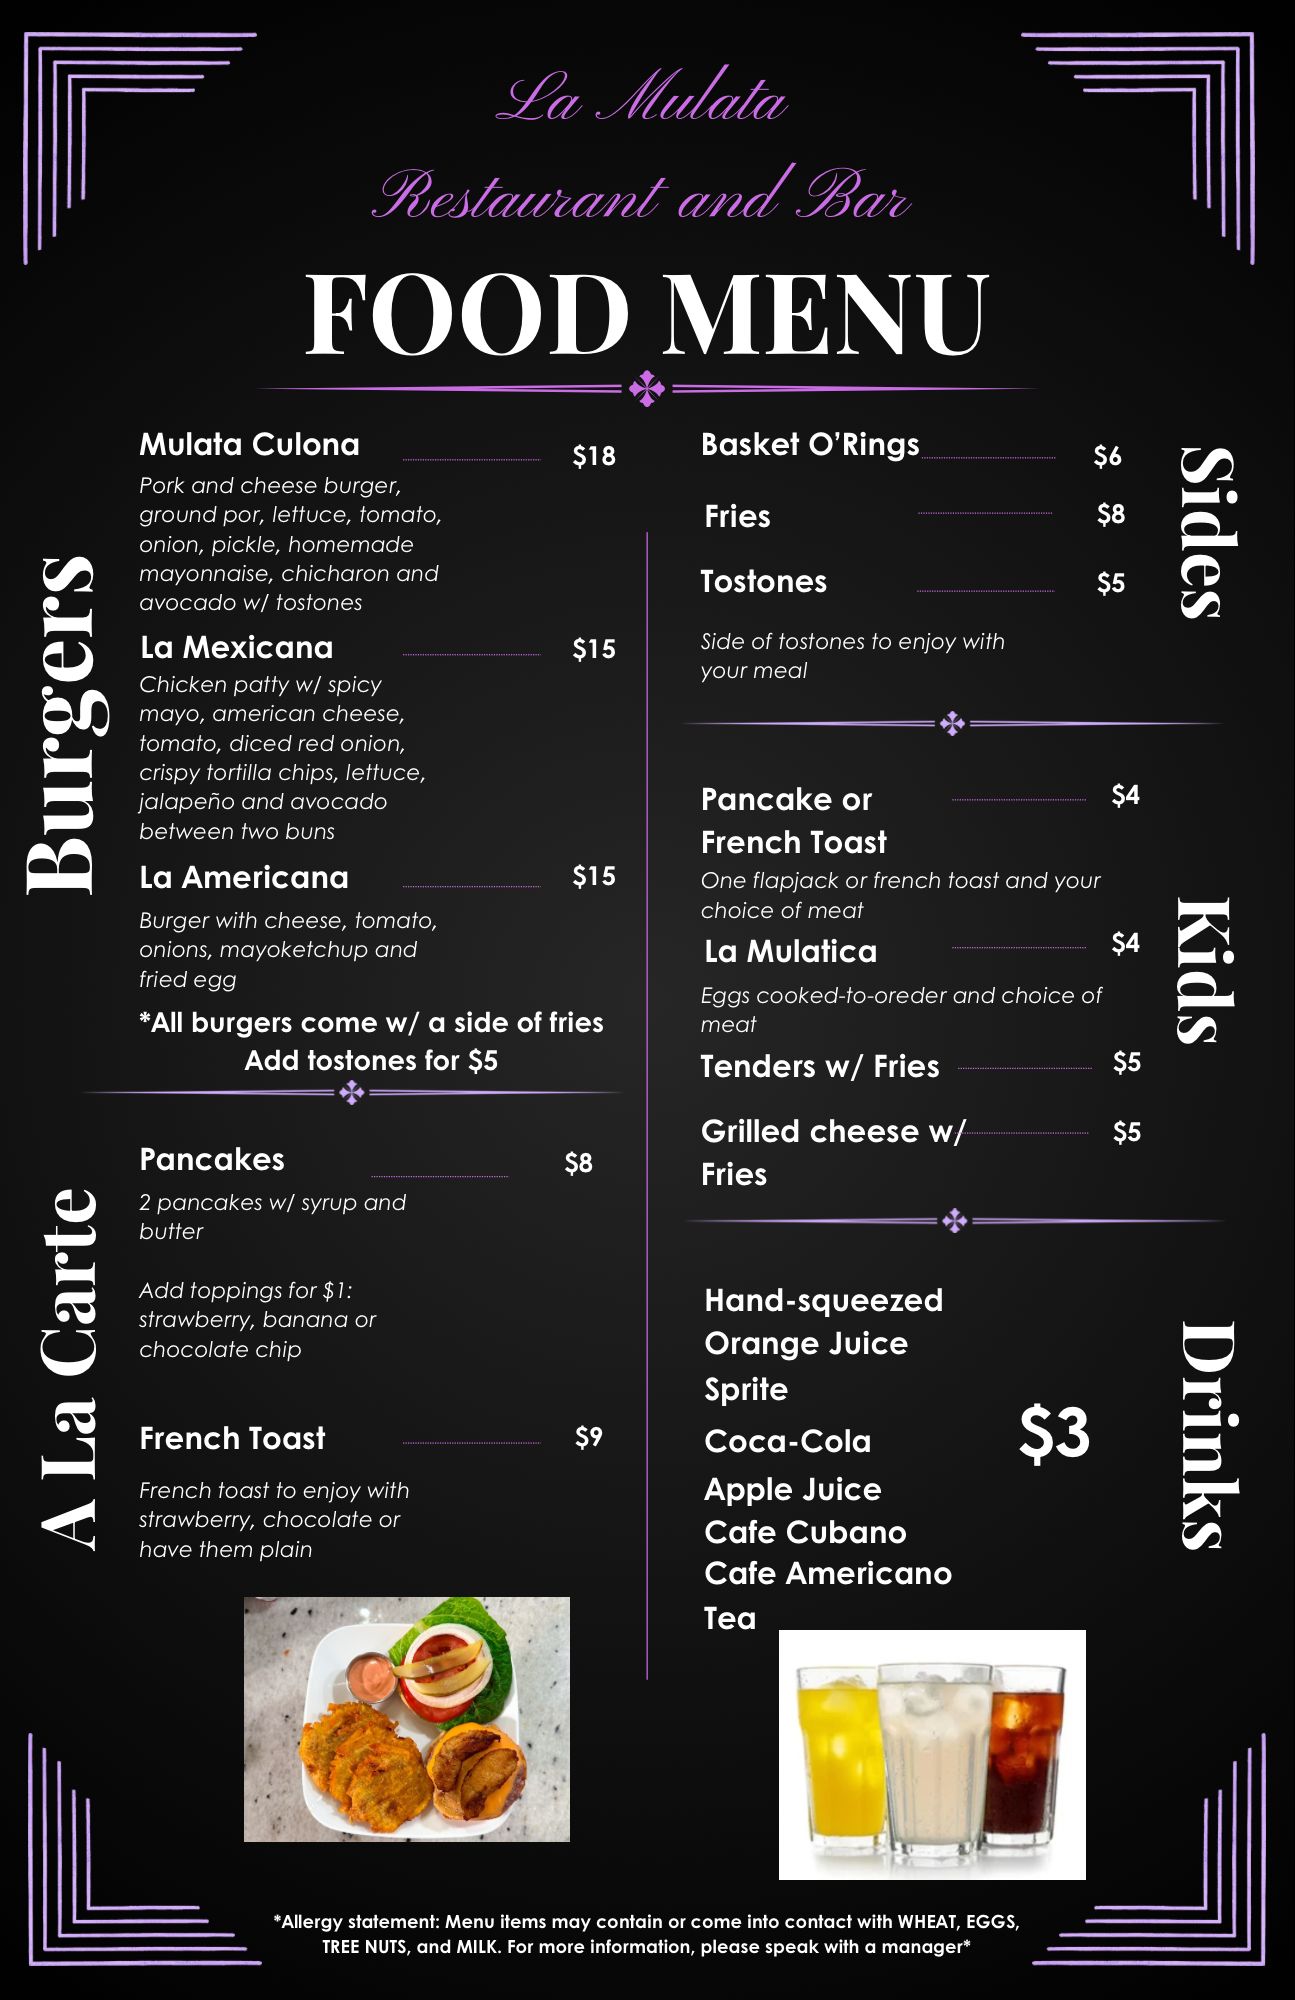 La Mulata
Restaurant and Bar
FOOD MENU
Burgers
Mulata Culona $18
Pork and cheese burger,
ground por, lettuce, tomato,
onion, pickle, homemade
mayonnaise, chicharon and
avocado w/ tostones
La Mexicana $15
Chicken patty w/ spicy
mayo, american cheese,
tomato, diced red onion,
crispy tortilla chips, lettuce,
jalapeño and avocado
between two buns
La Americana $15
Burger with cheese, tomato,
onions, mayoketchup and
fried egg
*All burgers come w/ a side of fries
Add tostones for $5
A La Carte
Pancakes $8
2 pancakes w/ syrup and
butter
Add toppings for $1:
strawberry, banana or
chocolate chip
French Toast $9
French toast to enjoy with
strawberry, chocolate or
have them plain
Sides
Basket O’Rings $6
Fries $8
Tostones $5
Side of tostones to enjoy with
your meal
Kids
Pancake or $4
French Toast
One flapjack or french toast and your
choice of meat
La Mulatica $4
Eggs cooked-to-oreder and choice of
meat
Tenders w/ Fries $5
Grilled cheese w/ $5
Fries
Drinks
Hand-squeezed
Orange Juice
Sprite
Coca-Cola $3
Apple Juice
Cafe Cubano
Cafe Americano
Tea
*Allergy statement: Menu items may contain or come into contact with WHEAT, EGGS,
TREE NUTS, and MILK. For more information, please speak with a manager*